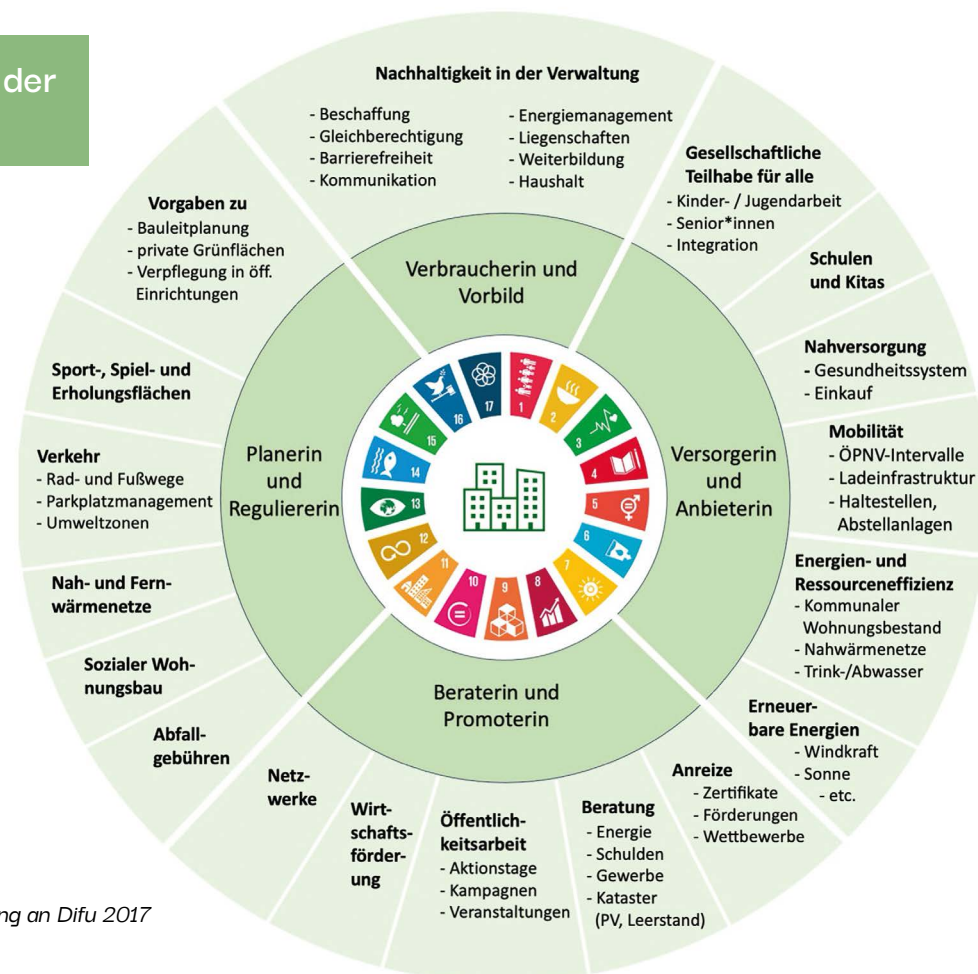 der
Nachhaltigkeit in der Verwaltung
- Beschaffung
- Gleichberechtigung
- Barrierefreiheit
- Kommunikation
- Energiemanagement
- Liegenschaften
- Weiterbildung
- Haushalt
Gesellschaftliche
Teilhabe für alle
- Kinder- / Jugendarbeit
- Senior*innen
- Integration
Schulen
und Kitas
Nahversorgung
- Gesundheitssystem
- Einkauf
Mobilität
- ÖPNV-Intervalle
- Ladeinfrastruktur
- Haltestellen,
Abstellanlagen
Energien- und
Ressourceneffizienz
- Kommunaler
Wohnungsbestand
- Nahwärmenetze
- Trink-/Abwasser
Erneuer-
bare Energien
- Windkraft
- Sonne
- etc.
Anreize
- Zertifikate
- Förderungen
- Wettbewerbe
Beratung
- Energie
- Schulden
- Gewerbe
- Kataster
(PV, Leerstand)
Öffentlich-
keitsarbeit
- Aktionstage
- Kampagnen
- Veranstaltungen
Wirt-
schafts-
förder-
ung
Netz-
werke
Abfall-
gebühren
Sozialer Woh-
nungsbau
Nah- und Fern-
wärmenetze
Verkehr
- Rad- und Fußwege
- Parkplatzmanagement
- Umweltzonen
Sport-, Spiel- und
Erholungsflächen
Vorgaben zu
- Bauleitplanung
- private Grünflächen
- Verpflegung in öff.
Einrichtungen
Verbraucherin und
Vorbild
Versorgerin
und
Anbieterin
Beraterin und
Promoterin
Planerin
und
Reguliererin
1
2
3
4
5
6
7
8
9
10
11
12
13
14
15
16
17
ng an Difu 2017